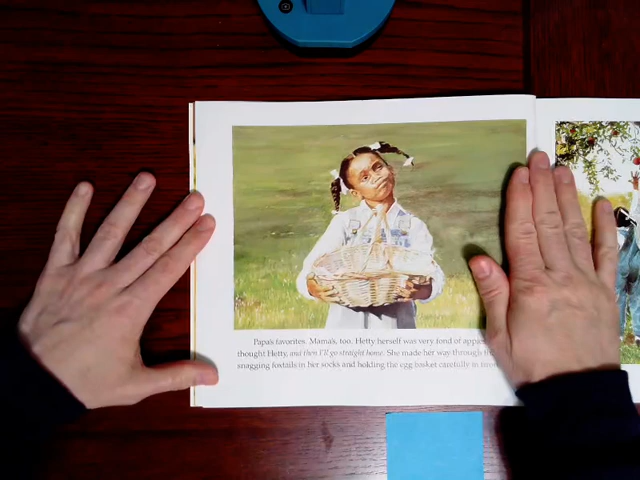 Papa's favorites. Mama's, too. Hetty herself was very fond of apples
thought Hetty, and then I'll go straight home. She made her way through
snagging foxtails in her socks and holding the egg basket carefully in